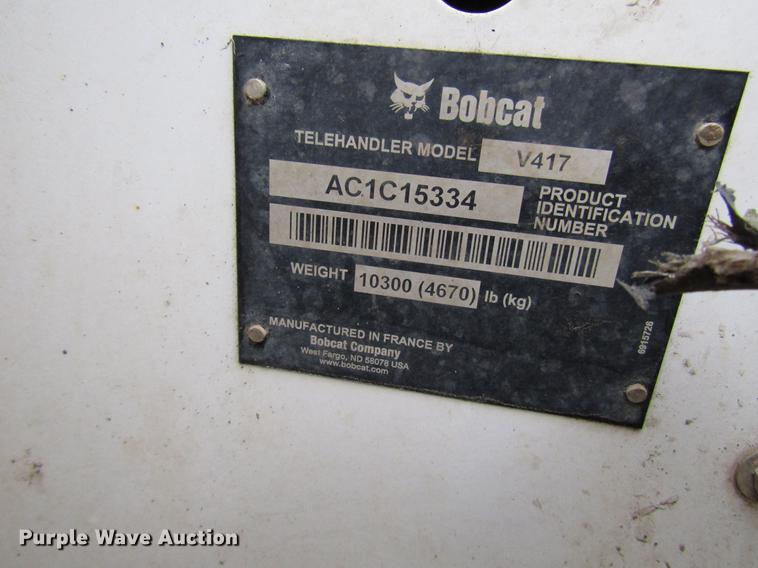 Bobcat
TELEHANDLER MODEL V417
AC1C15334
PRODUCT
IDENTIFICATION
NUMBER
WEIGHT 10300 (4670) lb (kg)
MANUFACTURED IN FRANCE BY
Bobcat Company
West Fargo, ND 58078 USA
www.bobcat.com
6915726
Purple Wave Auction